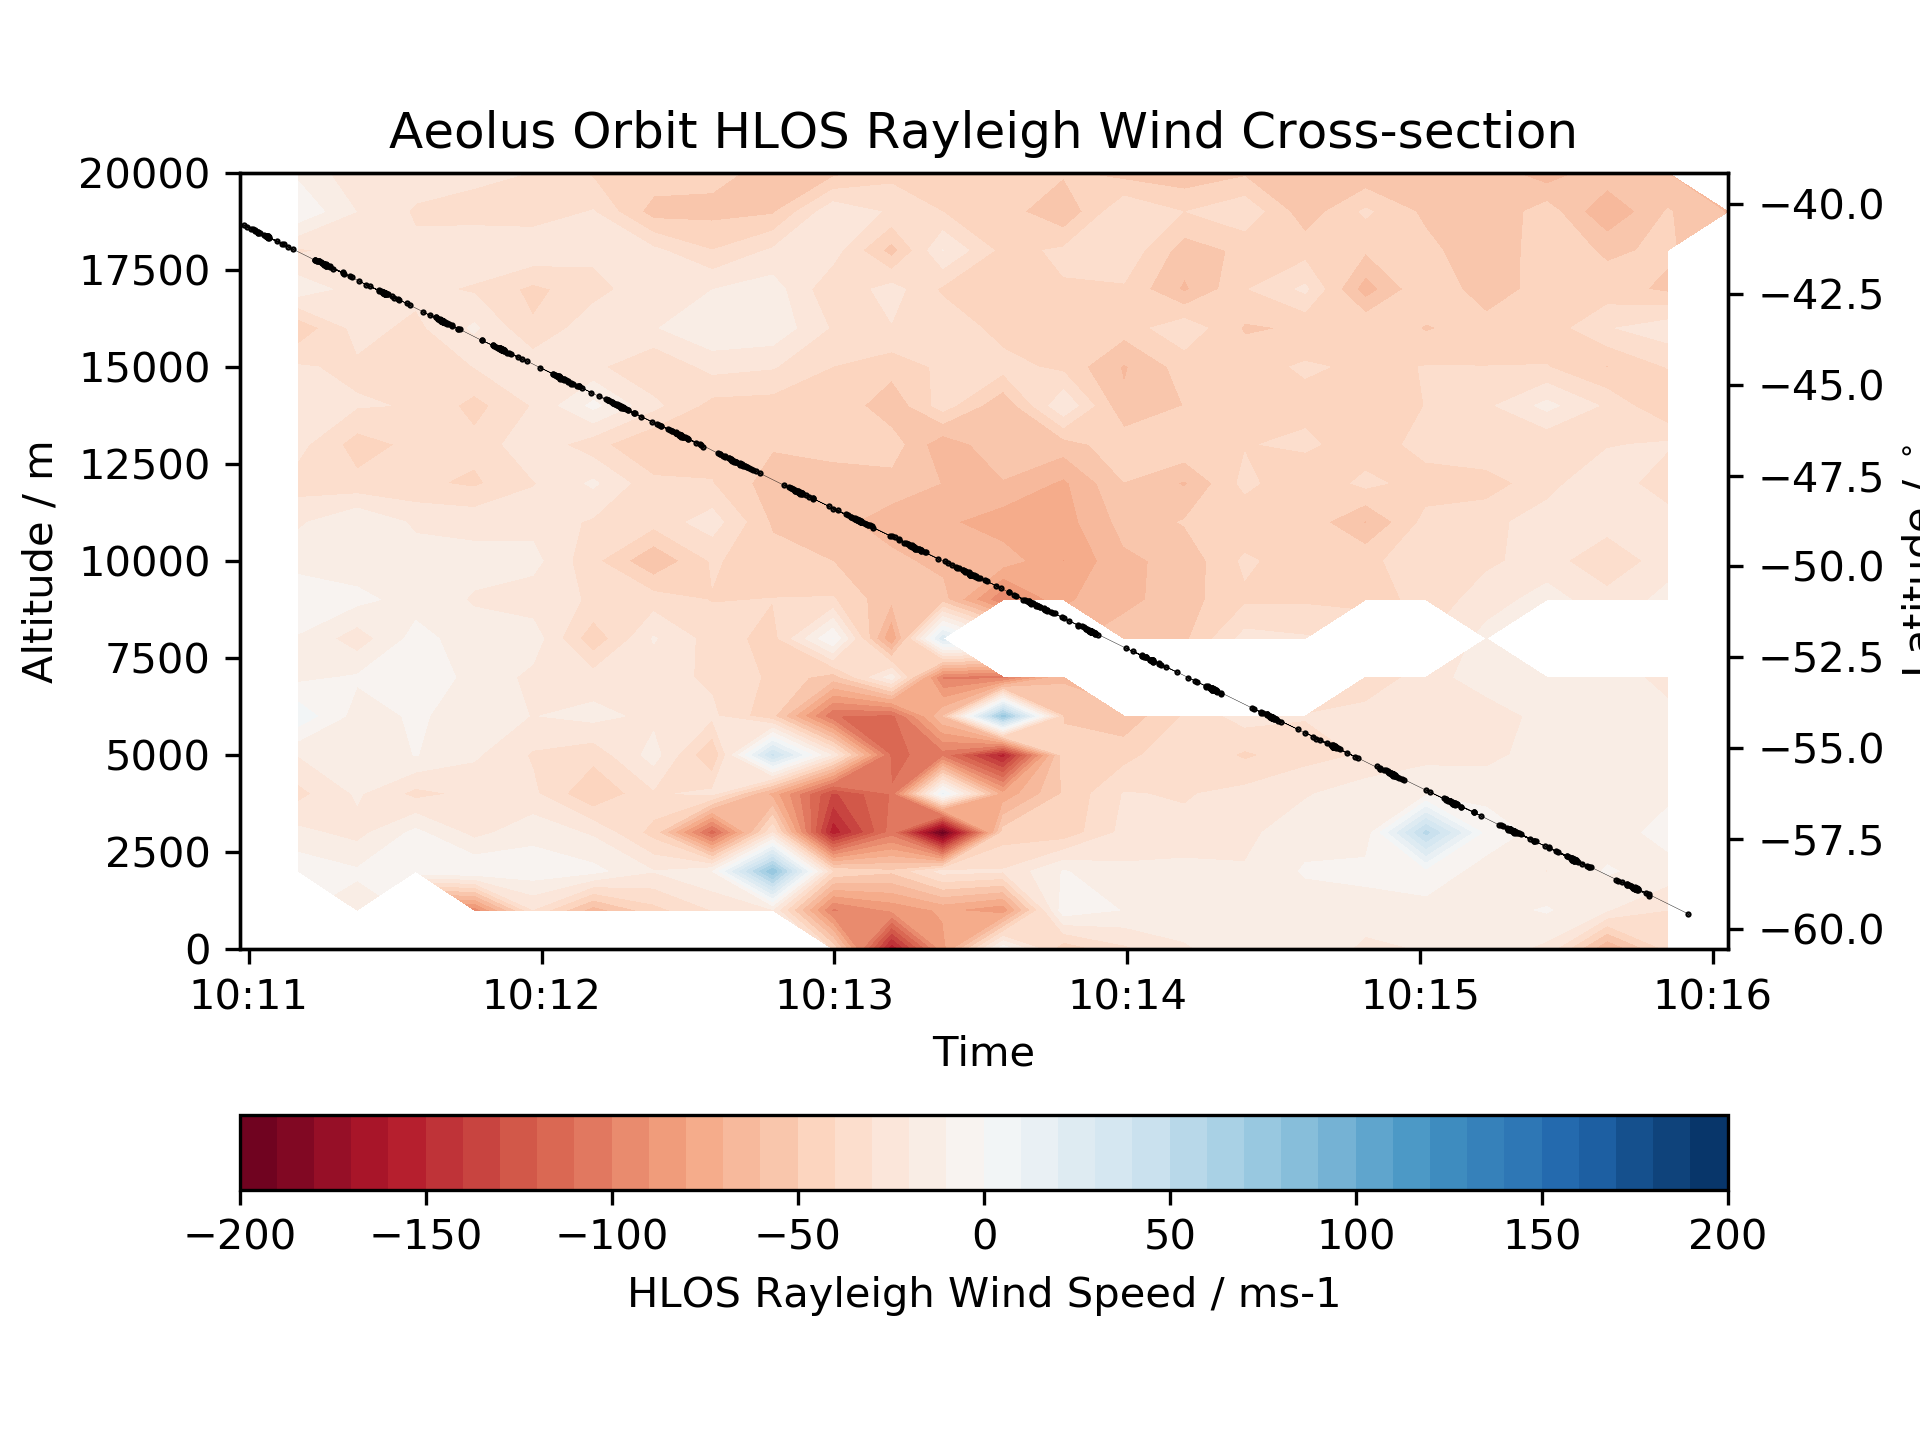 Aeolus Orbit HLOS Rayleigh Wind Cross-section
20000
17500
15000
12500
10000
7500
5000
2500
0
Altitude / m
−40.0
−42.5
−45.0
−47.5
−50.0
−52.5
−55.0
−57.5
−60.0
Latitude / °
10:11 10:12 10:13 10:14 10:15 10:16
Time
−200 −150 −100 −50 0 50 100 150 200
HLOS Rayleigh Wind Speed / ms-1